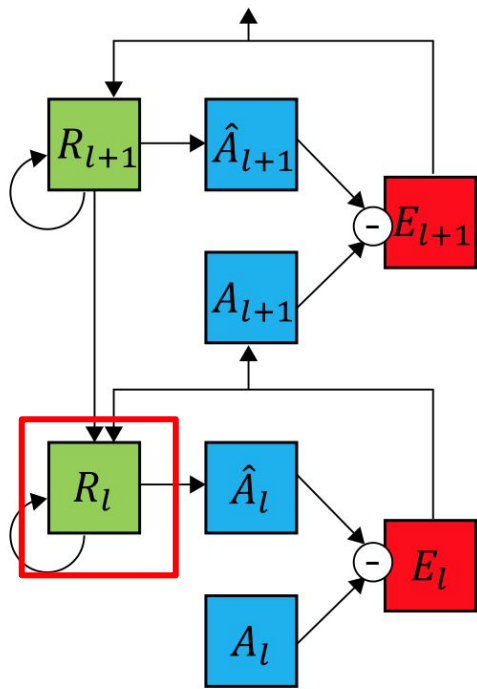 R_{l+1}
Â_{l+1}
-
E_{l+1}
A_{l+1}
R_l
Â_l
-
E_l
A_l